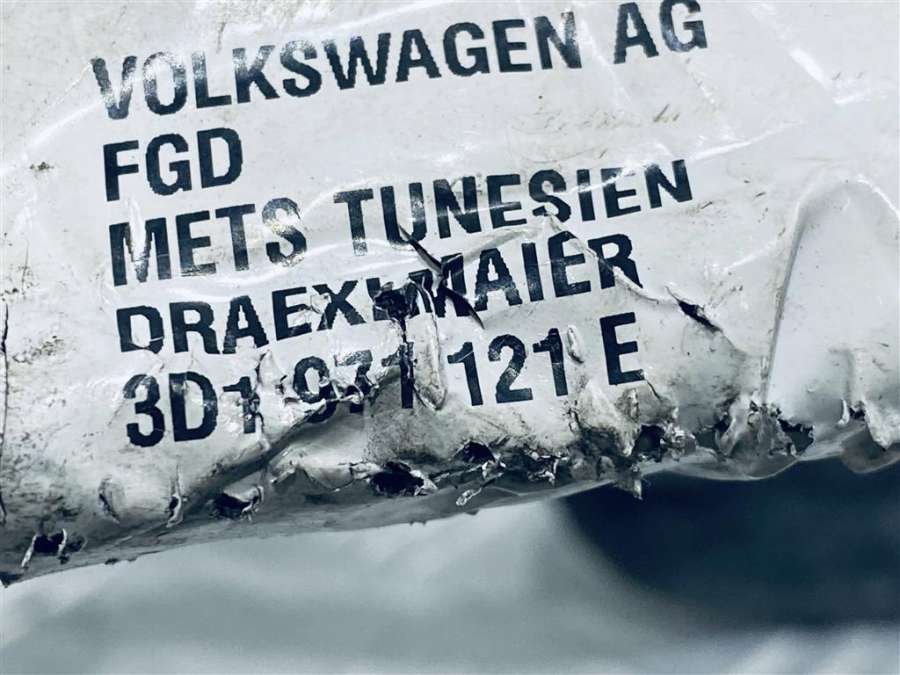 VOLKSWAGEN AG
FGD
METS TUNESIEN
DRAEXLMAIER
3D1 971 121 E